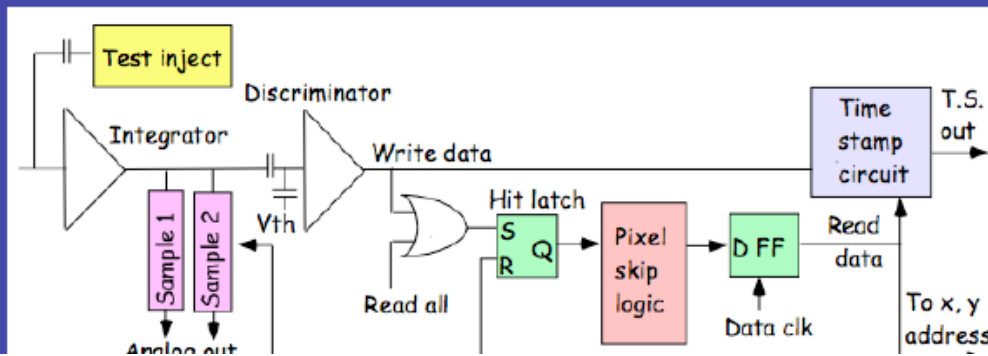 Test inject
Discriminator
Integrator
Write data
Time
stamp
circuit
T.S.
out
Sample 1
Sample 2
Vth
Hit latch
S
R
Q
Pixel
skip
logic
D FF
Read
data
Read all
Data clk
To x, y
address
Analog out